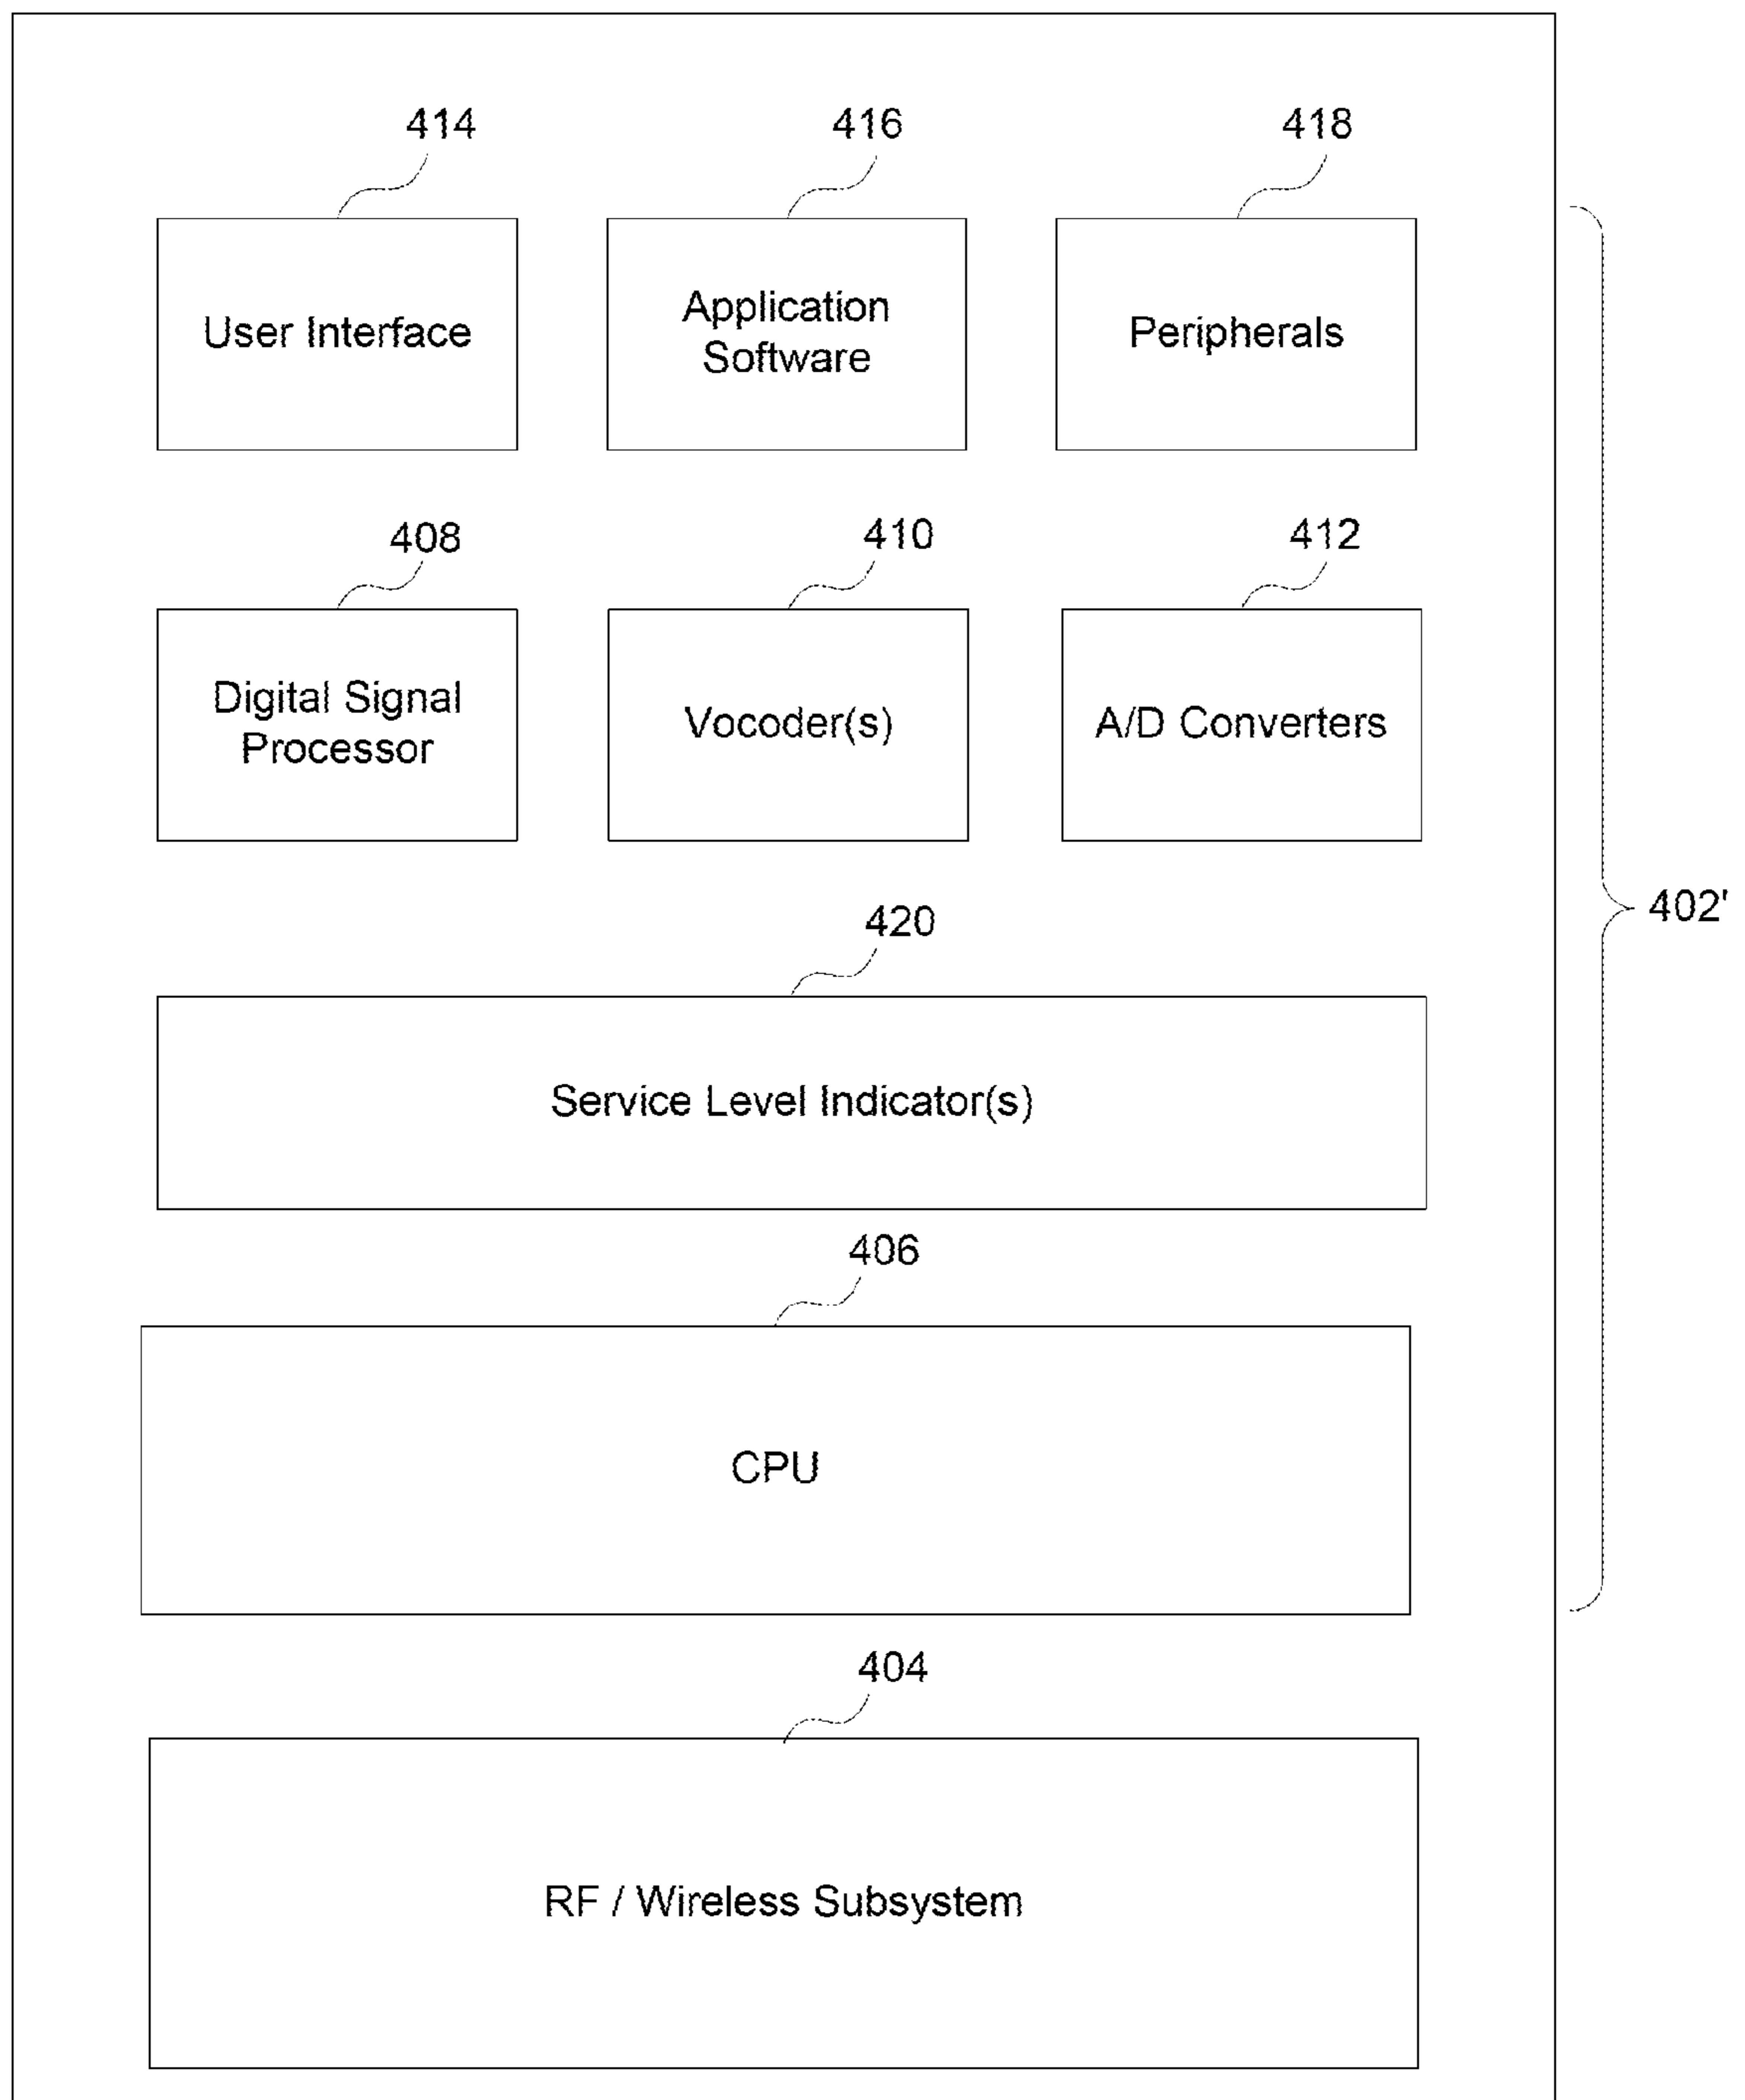 414
416
418
User Interface
Application
Software
Peripherals
408
410
412
Digital Signal
Processor
Vocoder(s)
A/D Converters
420
402'
Service Level Indicator(s)
406
CPU
404
RF / Wireless Subsystem